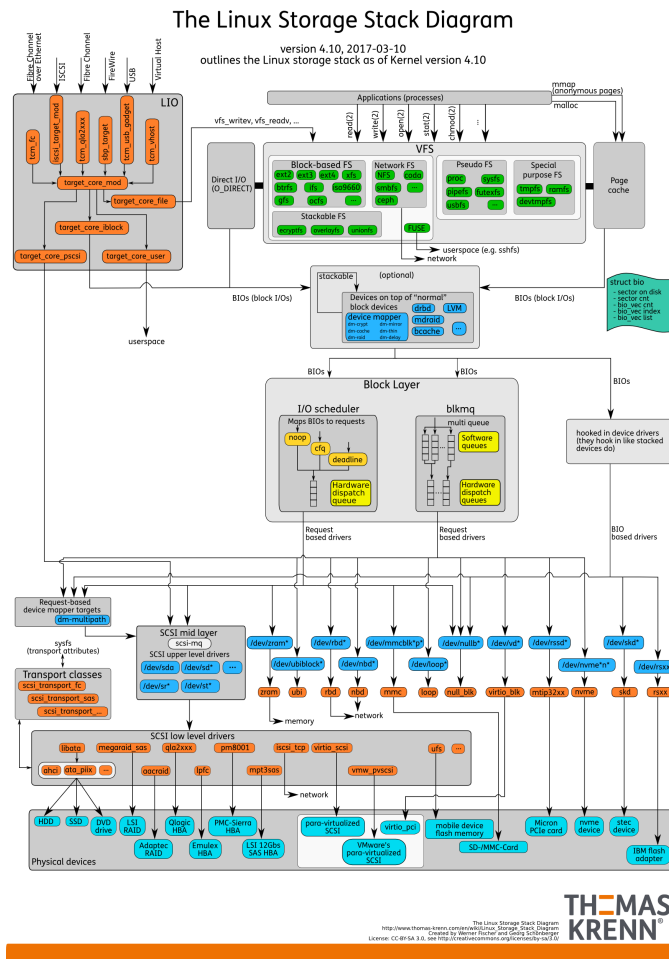 The Linux Storage Stack Diagram
version 4.10, 2017-03-10
outlines the Linux storage stack as of Kernel version 4.10
Fibre Channel
over Ethernet
ISCSI
Fibre Channel
FireWire
USB
Virtual Host
LIO
tcm_fc
iscsi_target_mod
tcm_qla2xxx
sbp_target
tcm_usb_gadget
tcm_vhost
target_core_mod
target_core_file
target_core_iblock
target_core_pscsi
target_core_user
vfs_writev, vfs_readv, ...
userspace
Applications (processes)
mmap
(anonymous pages)
malloc
read(2)
write(2)
open(2)
stat(2)
chmod(2)
...
VFS
Direct I/O
(O_DIRECT)
Block-based FS
ext2 ext3 ext4 xfs
btrfs ifs iso9660
gfs ocfs ...
Stackable FS
ecryptfs overlayfs unionfs
Network FS
NFS coda
smbfs ...
ceph
FUSE
Pseudo FS
proc sysfs
pipefs futexfs
usbfs ...
Special
purpose FS
tmpfs ramfs
devtmpfs
Page
cache
userspace (e.g. sshfs)
network
BIOs (block I/Os)
stackable
(optional)
Devices on top of "normal"
block devices
drbd LVM
device mapper
dm-crypt dm-mirror
dm-cache dm-thin
dm-raid dm-delay
mdraid
bcache
...
BIOs (block I/Os)
struct bio
- sector on disk
- sector cnt
- bio_vec cnt
- bio_vec index
- bio_vec list
BIOs
BIOs
BIOs
Block Layer
I/O scheduler
Maps BIOs to requests
noop
cfq
deadline
Hardware
dispatch
queue
blkmq
multi queue
Software
queues
Hardware
dispatch
queues
hooked in device drivers
(they hook in like stacked
devices do)
Request
based drivers
Request
based drivers
BIO
based drivers
Request-based
device mapper targets
dm-multipath
sysfs
(transport attributes)
Transport classes
scsi_transport_fc
scsi_transport_sas
scsi_transport_...
SCSI mid layer
scsi-mq
SCSI upper level drivers
/dev/sda /dev/sd* ...
/dev/sr* /dev/st*
/dev/zram* /dev/rbd* /dev/mmcblk*p* /dev/nullb* /dev/vd* /dev/rssd* /dev/skd*
/dev/ubiblock* /dev/nbd* /dev/loop* /dev/nvme*n* /dev/rsxx
zram ubi rbd nbd mmc loop null_blk virtio_blk mtip32xx nvme skd rsxx
memory
network
SCSI low level drivers
libata megaraid_sas qla2xxx pm8001 iscsi_tcp virtio_scsi ufs ...
ahci ata_piix ... aacraid lpfc mpt3sas vmw_pvscsi
network
HDD
SSD
DVD
drive
LSI
RAID
Adaptec
RAID
Qlogic
HBA
Emulex
HBA
PMC-Sierra
HBA
LSI 12Gbs
SAS HBA
para-virtualized
SCSI
VMware's
para-virtualized
SCSI
virtio_pci
mobile device
flash memory
SD-/MMC-Card
Micron
PCIe card
nvme
device
stec
device
IBM flash
adapter
Physical devices
The Linux Storage Stack Diagram
http://www.thomas-krenn.com/en/wiki/Linux_Storage_Stack_Diagram
Created by Werner Fischer and Georg Schönberger
License: CC-BY-SA 3.0, see http://creativecommons.org/licenses/by-sa/3.0/
THOMAS
KRENN®